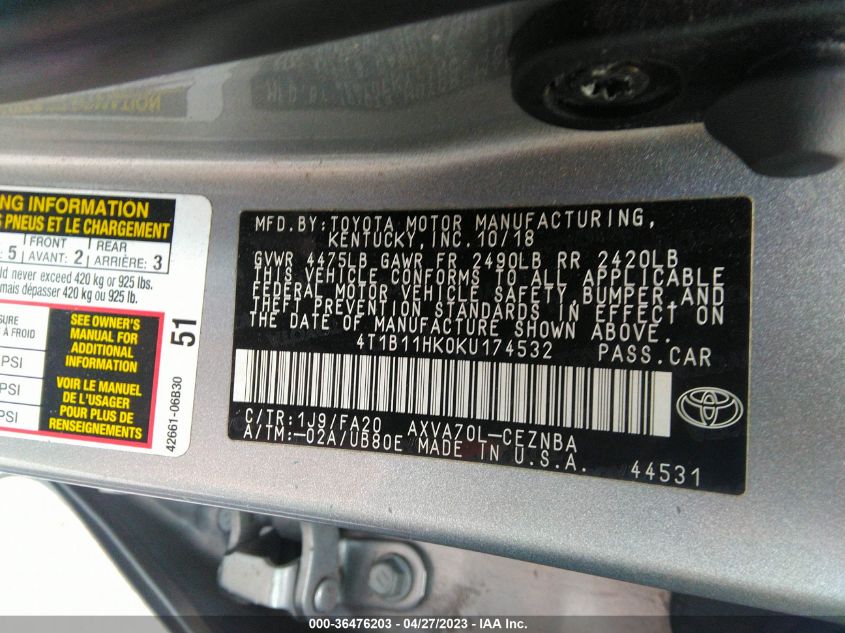 NG INFORMATION
PNEUS ET LE CHARGEMENT
5 FRONT AVANT: 2 REAR ARRIÈRE: 3
never exceed 420 kg or 925 lbs.
mais dépasser 420 kg ou 925 lb.
À FROID
PSI
PSI
PSI
SEE OWNER'S
MANUAL FOR
ADDITIONAL
INFORMATION
VOIR LE MANUEL
DE L'USAGER
POUR PLUS DE
RENSEIGNEMENTS
51
42661-06B30
MFD.BY:TOYOTA MOTOR MANUFACTURING,
KENTUCKY, INC.10/18
GVWR 4475LB GAWR FR 2490LB RR 2420LB
THIS VEHICLE CONFORMS TO ALL APPLICABLE
FEDERAL MOTOR VEHICLE SAFETY,BUMPER,AND
THEFT PREVENTION STANDARDS IN EFFECT ON
THE DATE OF MANUFACTURE SHOWN ABOVE.
4T1B11HK0KU174532 PASS.CAR
C/TR:1J9/FA20 AXVA70L-CEZNBA
A/TM:-02A/UB80E MADE IN U.S.A.
44531
000-36476203 - 04/27/2023 - IAA Inc.